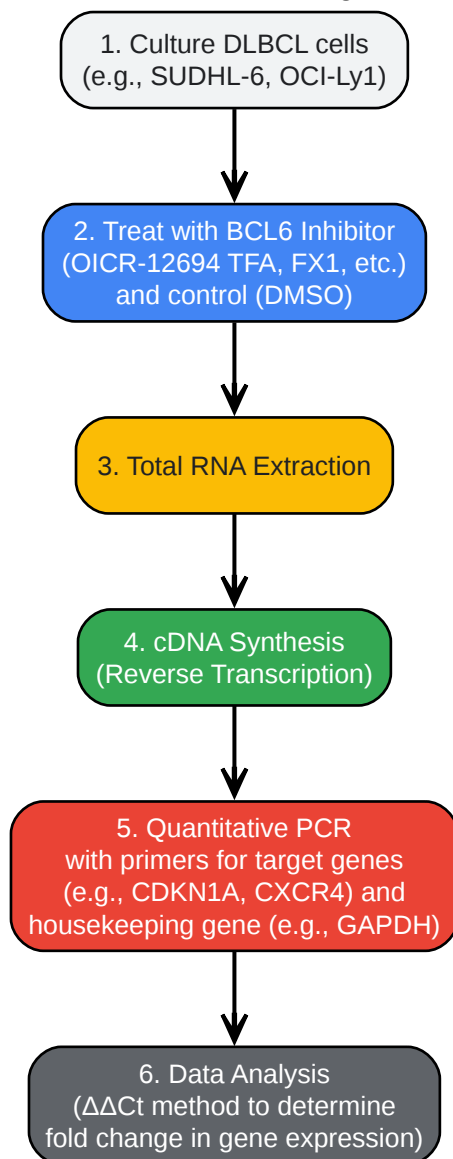 1. Culture DLBCL cells
(e.g., SUDHL-6, OCI-Ly1)
2. Treat with BCL6 Inhibitor
(OICR-12694 TFA, FX1, etc.)
and control (DMSO)
3. Total RNA Extraction
4. cDNA Synthesis
(Reverse Transcription)
5. Quantitative PCR
with primers for target genes
(e.g., CDKN1A, CXCR4) and
housekeeping gene (e.g., GAPDH)
6. Data Analysis
(ΔΔCt method to determine
fold change in gene expression)